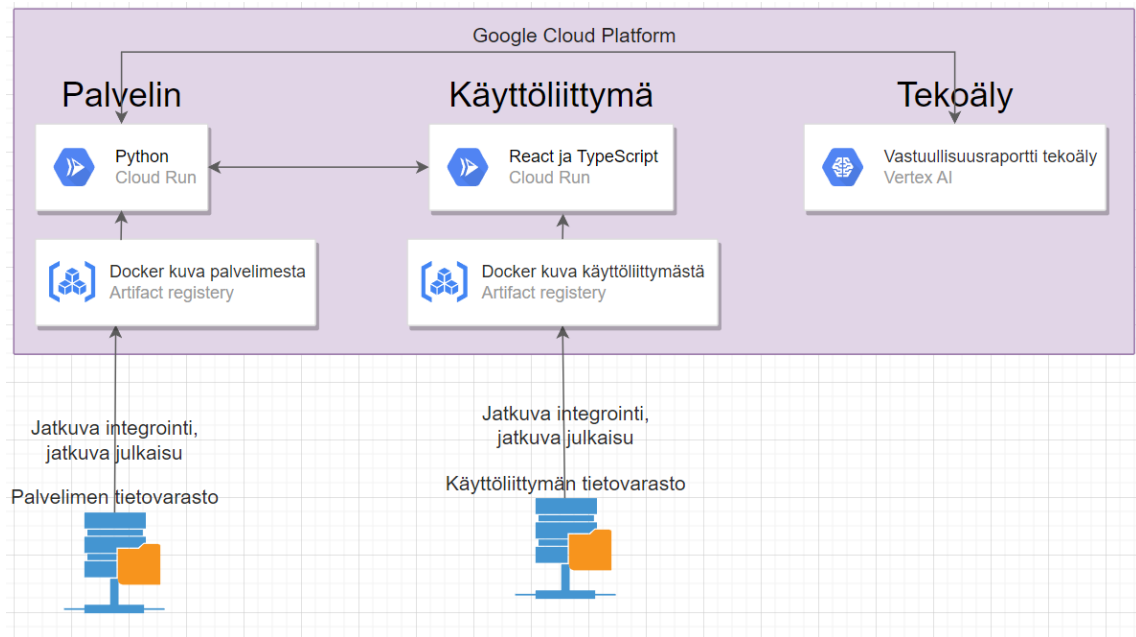 Google Cloud Platform
Palvelin
Käyttöliittymä
Tekoäly
Python
Cloud Run
React ja TypeScript
Cloud Run
Vastuullisuusraportti tekoäly
Vertex AI
Docker kuva palvelimesta
Artifact registery
Docker kuva käyttöliittymästä
Artifact registery
Jatkuva integrointi,
jatkuva julkaisu
Jatkuva integrointi,
jatkuva julkaisu
Palvelimen tietovarasto
Käyttöliittymän tietovarasto